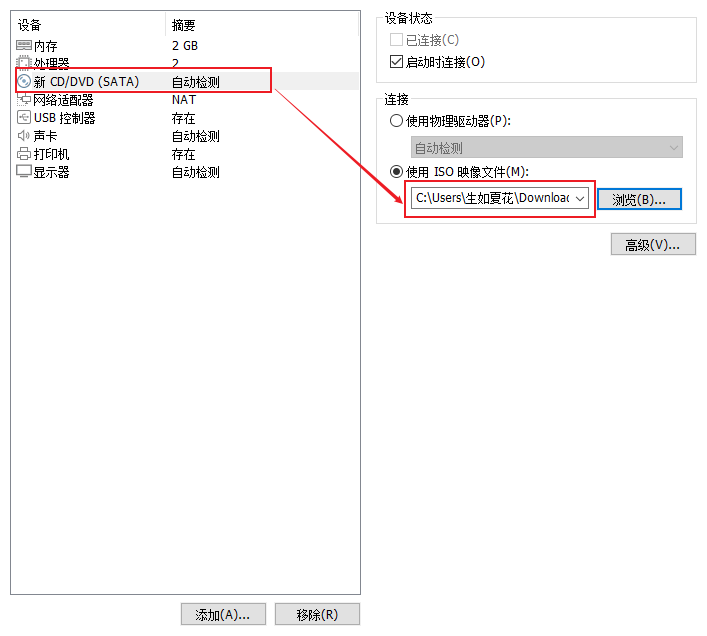 设备 摘要
内存 2 GB
处理器 2
新 CD/DVD (SATA) 自动检测
网络适配器 NAT
USB 控制器 存在
声卡 自动检测
打印机 存在
显示器 自动检测
添加(A)... 移除(R)
设备状态
已连接(C)
启动时连接(O)
连接
使用物理驱动器(P):
自动检测
使用 ISO 映像文件(M):
C:\Users\生如夏花\Downloac 浏览(B)...
高级(V)...